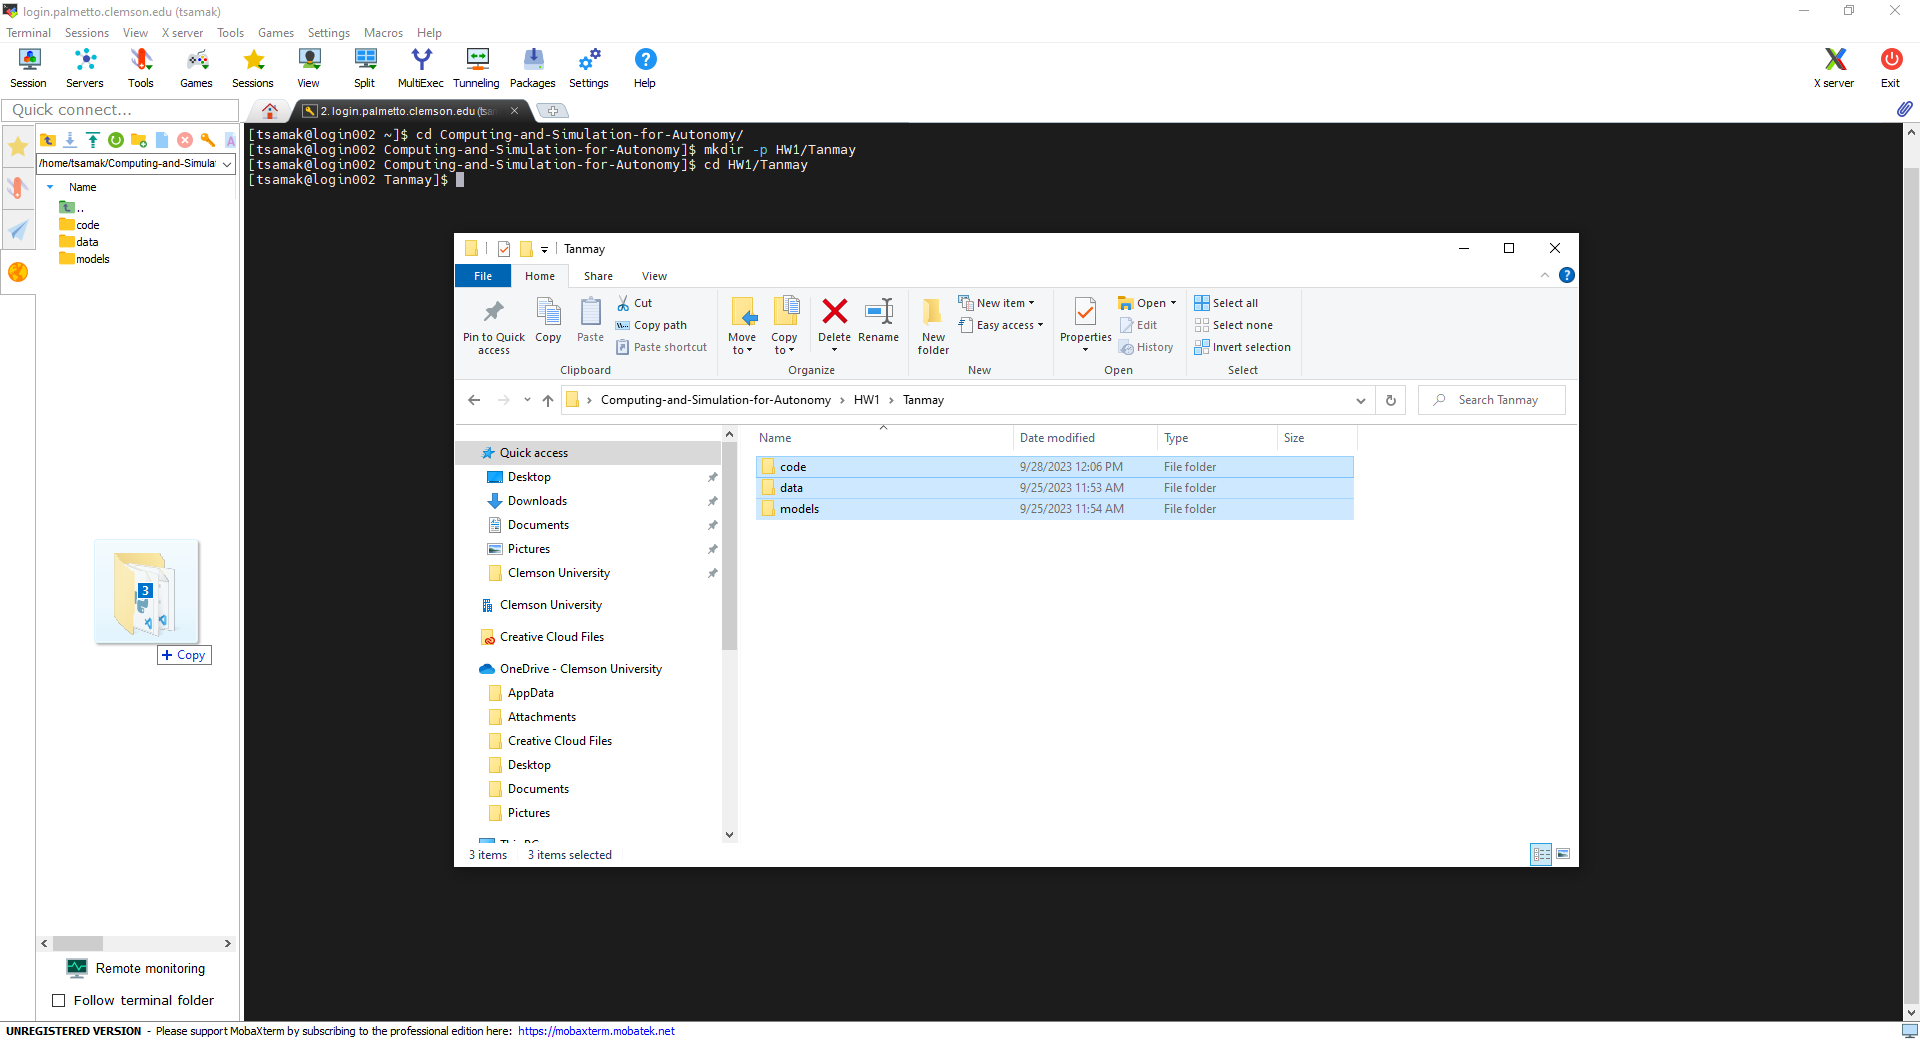 login.palmetto.clemson.edu (tsamak)
Terminal Sessions View X server Tools Games Settings Macros Help
Session Servers Tools Games Sessions View Split MultiExec Tunneling Packages Settings Help X server Exit
Quick connect...
2. login.palmetto.clemson.edu (tsam
/home/tsamak/Computing-and-Simulat
Name
..
code
data
models
[tsamak@login002 ~]$ cd Computing-and-Simulation-for-Autonomy/
[tsamak@login002 Computing-and-Simulation-for-Autonomy]$ mkdir -p HW1/Tanmay
[tsamak@login002 Computing-and-Simulation-for-Autonomy]$ cd HW1/Tanmay
[tsamak@login002 Tanmay]$
Tanmay
File Home Share View
Pin to Quick access
Copy
Paste
Cut
Copy path
Paste shortcut
Clipboard
Move to
Copy to
Delete
Rename
Organize
New folder
New item
Easy access
New
Properties
Open
Edit
History
Open
Select all
Select none
Invert selection
Select
Computing-and-Simulation-for-Autonomy > HW1 > Tanmay
Search Tanmay
Quick access
Desktop
Downloads
Documents
Pictures
Clemson University
Clemson University
Creative Cloud Files
OneDrive - Clemson University
AppData
Attachments
Creative Cloud Files
Desktop
Documents
Pictures
Name Date modified Type Size
code 9/28/2023 12:06 PM File folder
data 9/25/2023 11:53 AM File folder
models 9/25/2023 11:54 AM File folder
3 items 3 items selected
3
+ Copy
Remote monitoring
Follow terminal folder
UNREGISTERED VERSION - Please support MobaXterm by subscribing to the professional edition here: https://mobaxterm.mobatek.net